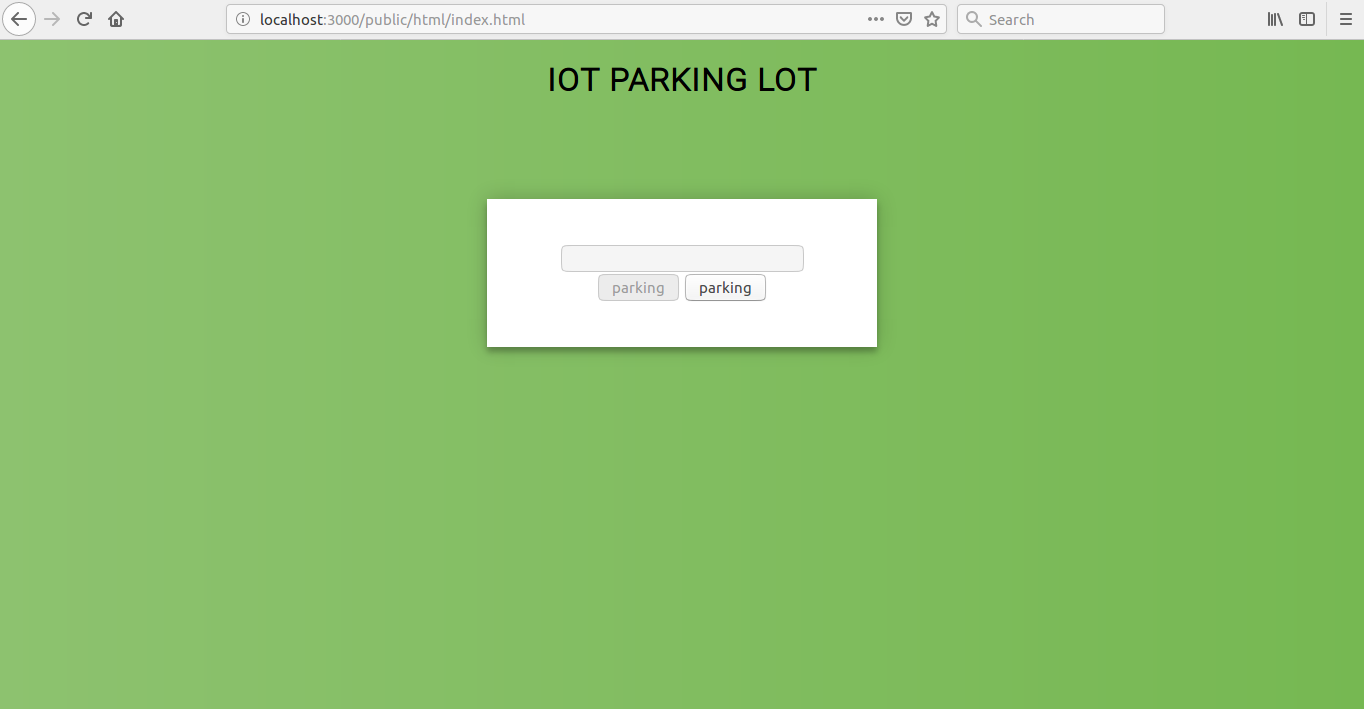 localhost:3000/public/html/index.html
Search
IOT PARKING LOT
parking parking